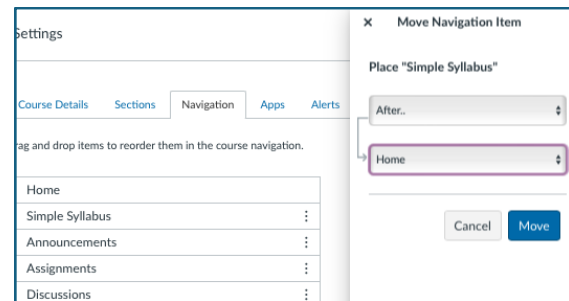 Settings
Course Details Sections Navigation Apps Alerts
rag and drop items to reorder them in the course navigation.
Home
Simple Syllabus
Announcements
Assignments
Discussions
× Move Navigation Item
Place "Simple Syllabus"
After..
Home
Cancel Move